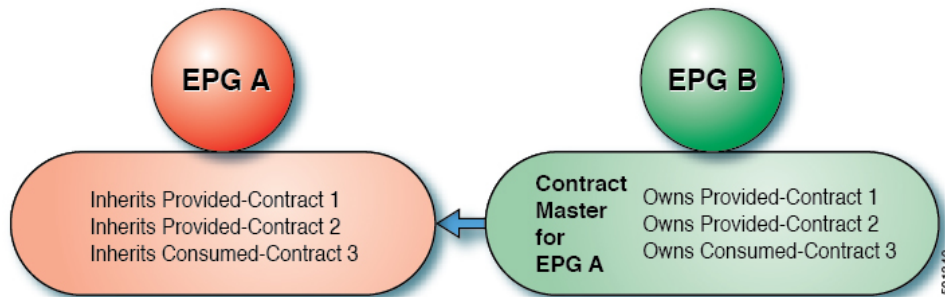 EPG A
EPG B
Inherits Provided-Contract 1
Inherits Provided-Contract 2
Inherits Consumed-Contract 3
Contract
Master
for
EPG A
Owns Provided-Contract 1
Owns Provided-Contract 2
Owns Consumed-Contract 3